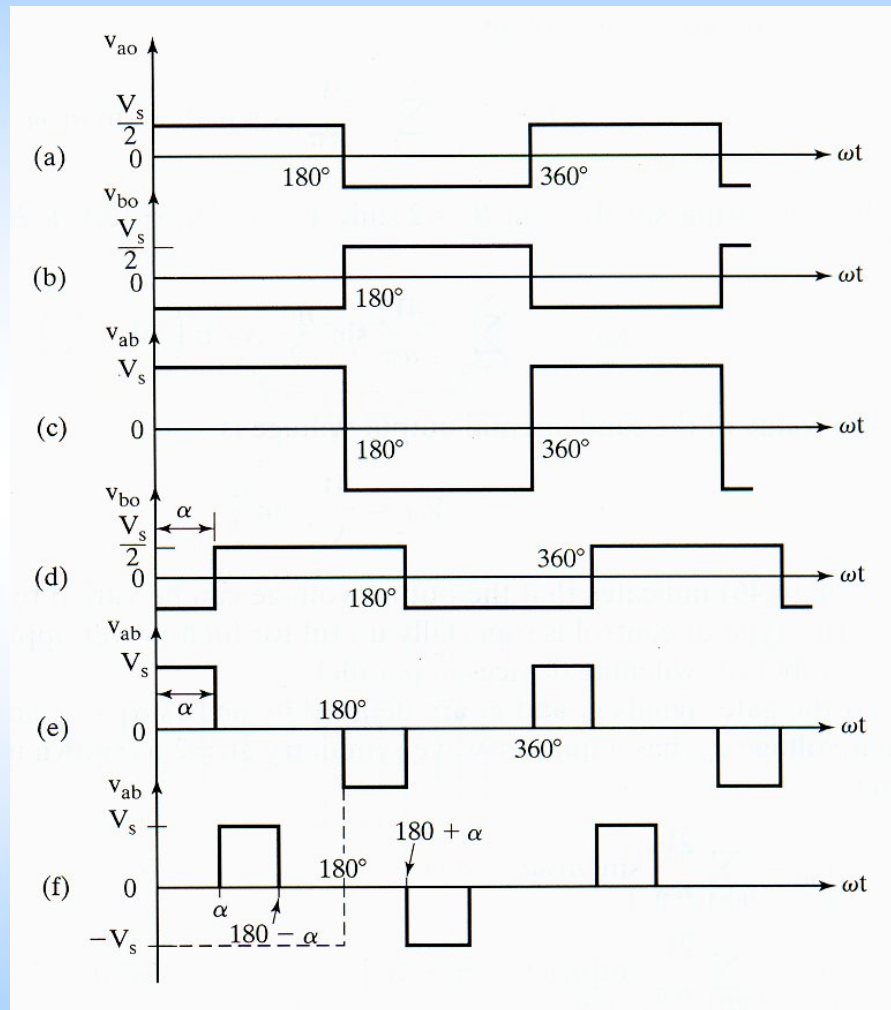 v_ao
V_s/2
(a)
0
180°
360°
ωt
v_bo
V_s/2
(b)
0
180°
ωt
v_ab
V_s
(c)
0
180°
360°
ωt
v_bo
α
V_s/2
(d)
0
180°
360°
ωt
v_ab
V_s
α
(e)
0
180°
360°
ωt
v_ab
V_s
180 + α
180°
(f)
0
ωt
α
180 − α
−V_s